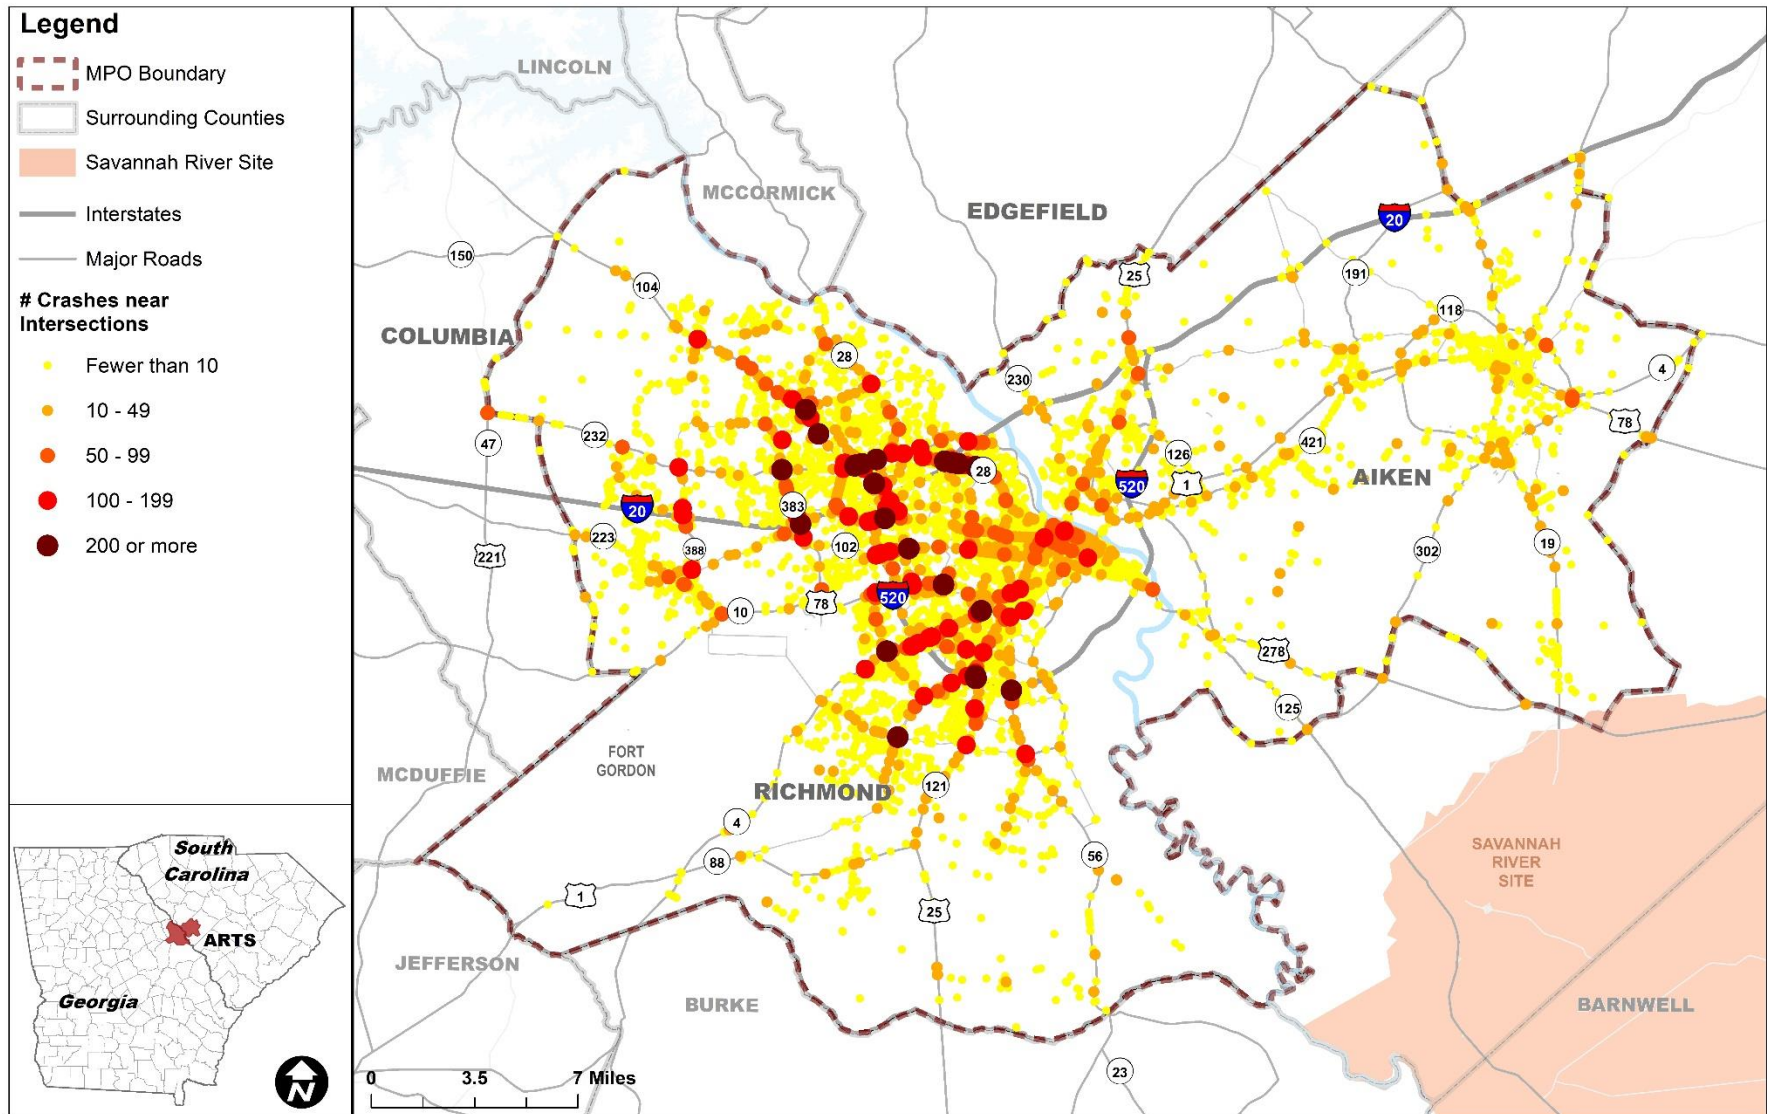 Legend
MPO Boundary
Surrounding Counties
Savannah River Site
Interstates
Major Roads
# Crashes near
Intersections
Fewer than 10
10 - 49
50 - 99
100 - 199
200 or more
South
Carolina
ARTS
Georgia
N
LINCOLN
MCCORMICK
EDGEFIELD
20
150
25
191
104
118
COLUMBIA
28
230
4
78
47
232
421
126
28
AIKEN
520
1
20
383
223
388
102
221
302
19
520
10
78
278
125
FORT
GORDON
MCDUFFIE
RICHMOND
121
4
88
56
SAVANNAH
RIVER
SITE
1
25
JEFFERSON
BURKE
BARNWELL
23
0 3.5 7 Miles